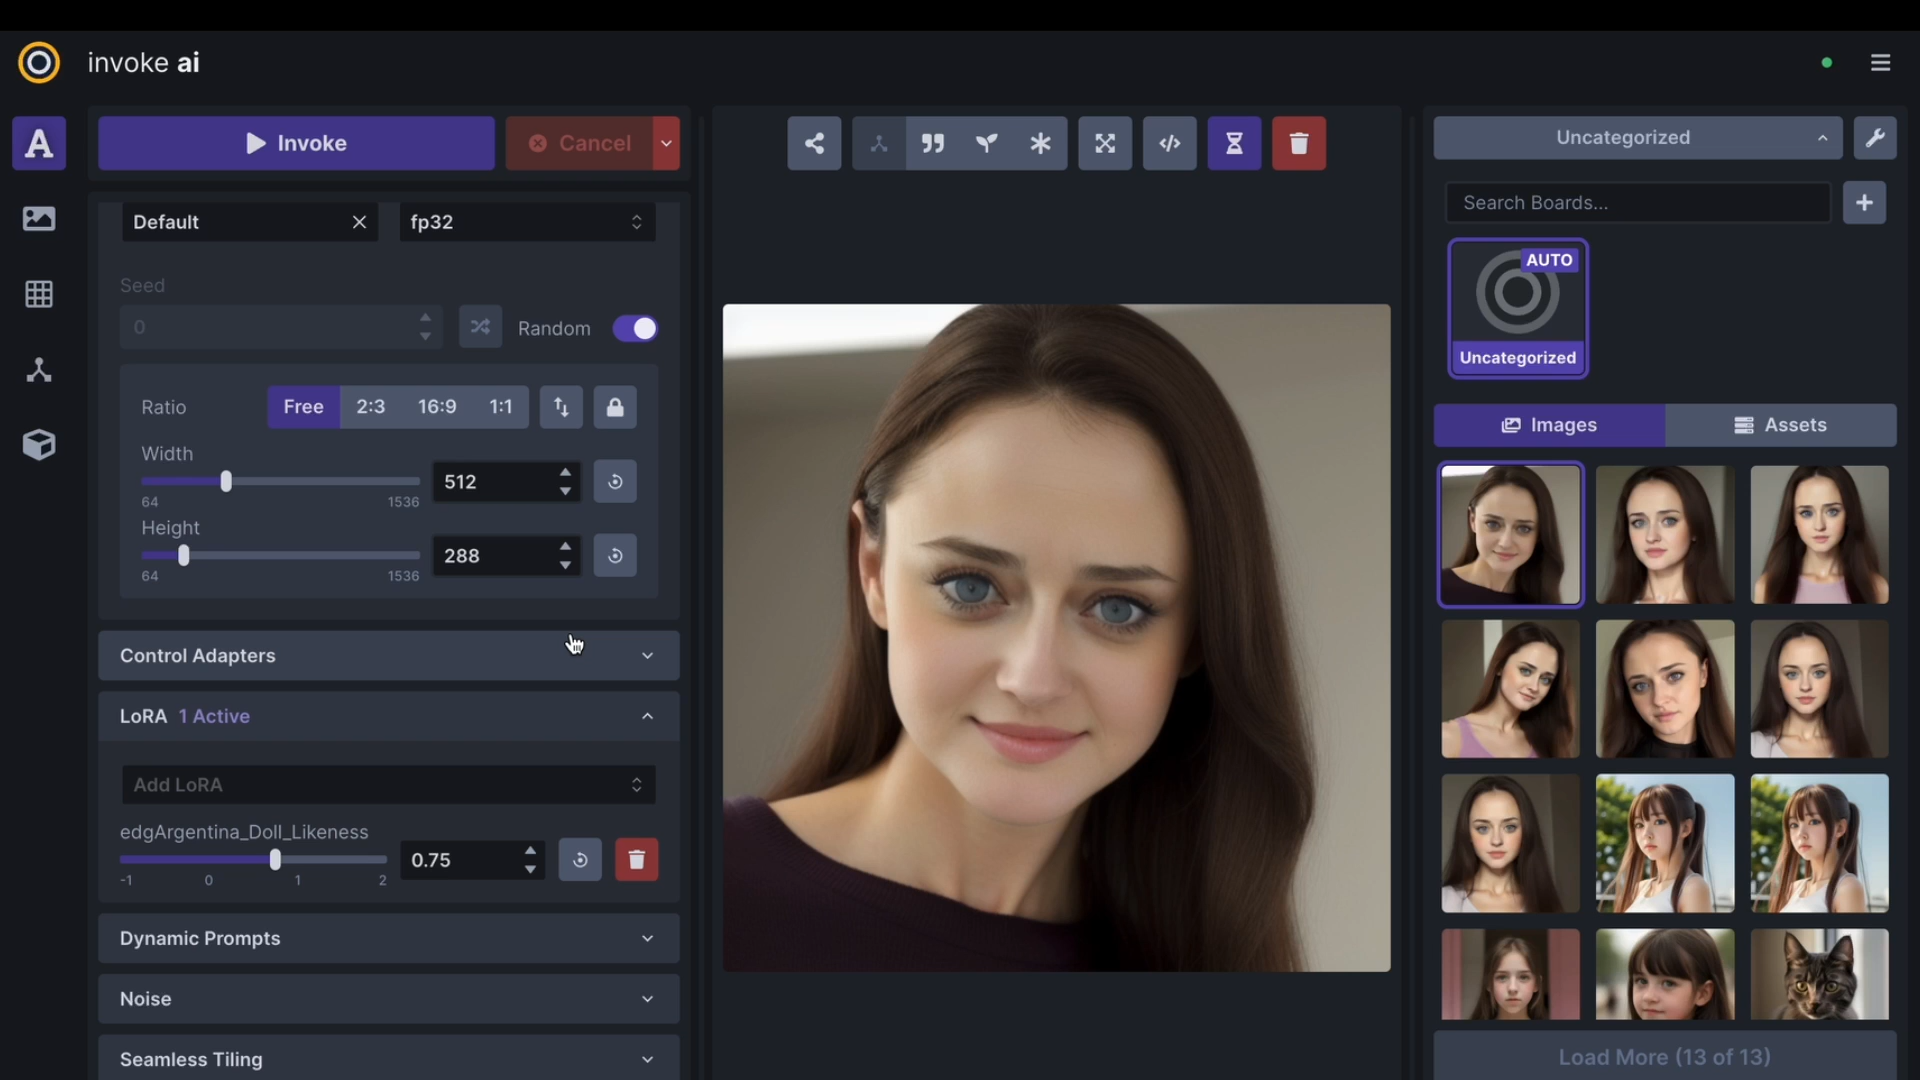 invoke ai
Invoke
Cancel
Default
fp32
Seed
0
Random
Ratio
Free
2:3
16:9
1:1
Width
512
64
1536
Height
288
64
1536
Control Adapters
LoRA 1 Active
Add LoRA
edgArgentina_Doll_Likeness
0.75
-1
0
1
2
Dynamic Prompts
Noise
Seamless Tiling
Uncategorized
Search Boards...
AUTO
Uncategorized
Images
Assets
Load More (13 of 13)